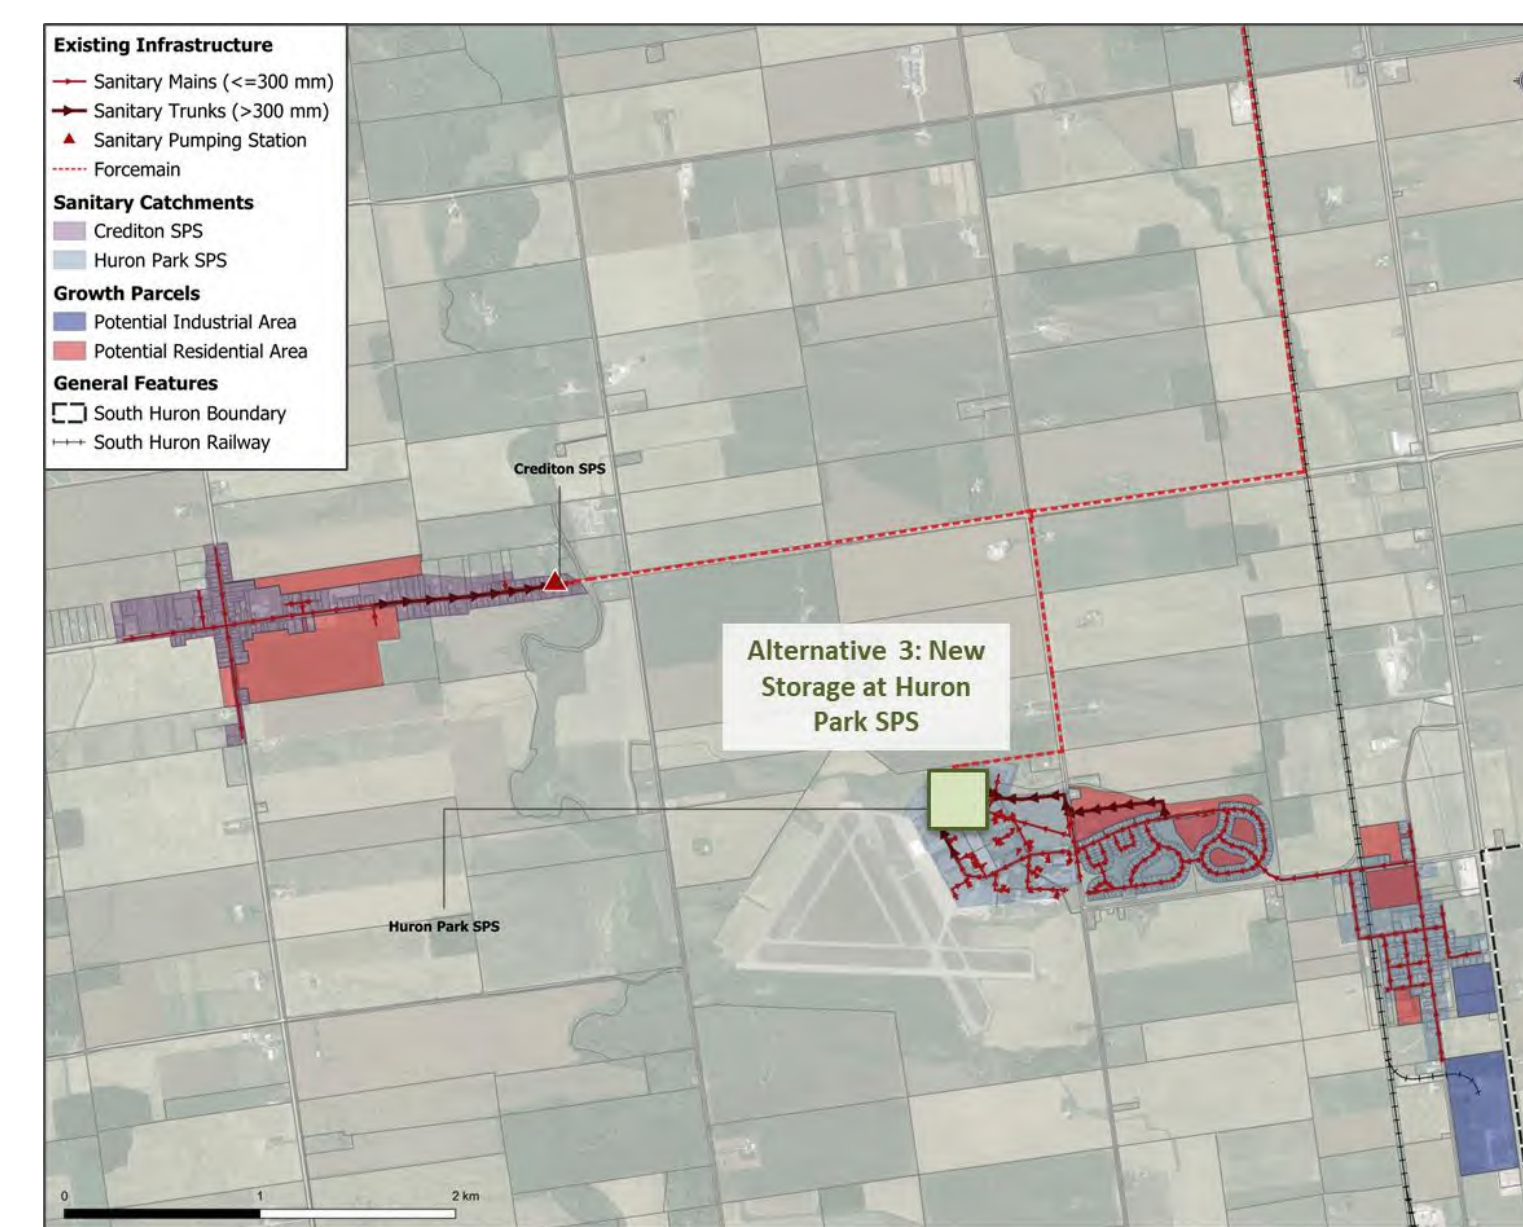 Existing Infrastructure
Sanitary Mains (<=300 mm)
Sanitary Trunks (>300 mm)
Sanitary Pumping Station
Forcemain
Sanitary Catchments
Crediton SPS
Huron Park SPS
Growth Parcels
Potential Industrial Area
Potential Residential Area
General Features
South Huron Boundary
South Huron Railway
Crediton SPS
Alternative 3: New
Storage at Huron
Park SPS
Huron Park SPS
0 1 2 km